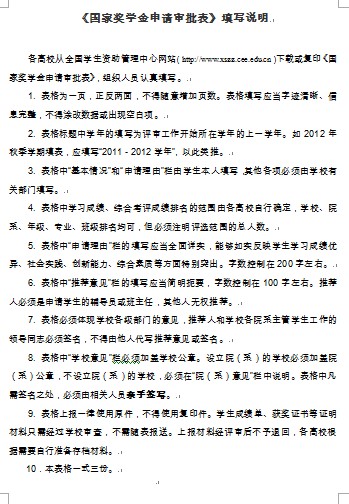 《国家奖学金申请审批表》填写说明
各高校从全国学生资助管理中心网站（http://www.xszz.cee.edu.cn）下载或复印《国
家奖学金申请审批表》，组织人员认真填写。
1. 表格为一页，正反两面，不得随意增加页数。表格填写应当字迹清晰、信
息完整，不得涂改数据或出现空白项。
2. 表格标题中学年的填写为评审工作开始所在学年的上一学年。如 2012 年
秋季学期填表，应填写“2011－2012 学年”，以此类推。
3. 表格中“基本情况”和“申请理由”栏由学生本人填写，其他各项必须由学校有
关部门填写。
4. 表格中学习成绩、综合考评成绩排名的范围由各高校自行确定，学校、院
系、年级、专业、班级排名均可，但必须注明评选范围的总人数。
5. 表格中“申请理由”栏的填写应当全面详实，能够如实反映学生学习成绩优
异、社会实践、创新能力、综合素质等方面特别突出。字数控制在 200 字左右。
6. 表格中“推荐意见”栏的填写应当简明扼要，字数控制在 100 字左右。推荐
人必须是申请学生的辅导员或班主任，其他人无权推荐。
7. 表格必须体现学校各级部门的意见，推荐人和学校各院系主管学生工作的
领导同志必须签名，不得由他人代写推荐意见或签名。
8. 表格中“学校意见”栏必须加盖学校公章。设立院（系）的学校必须加盖院
（系）公章，不设立院（系）的学校，必须在“院（系）意见”栏中说明。表格中凡
需签名之处，必须由相关人员亲手签写。
9. 表格上报一律使用原件，不得使用复印件。学生成绩单、获奖证书等证明
材料只需经过学校审查，不需随表报送。上报材料经评审后不予退回，各高校根
据需要自行准备存档材料。
10．本表格一式三份。